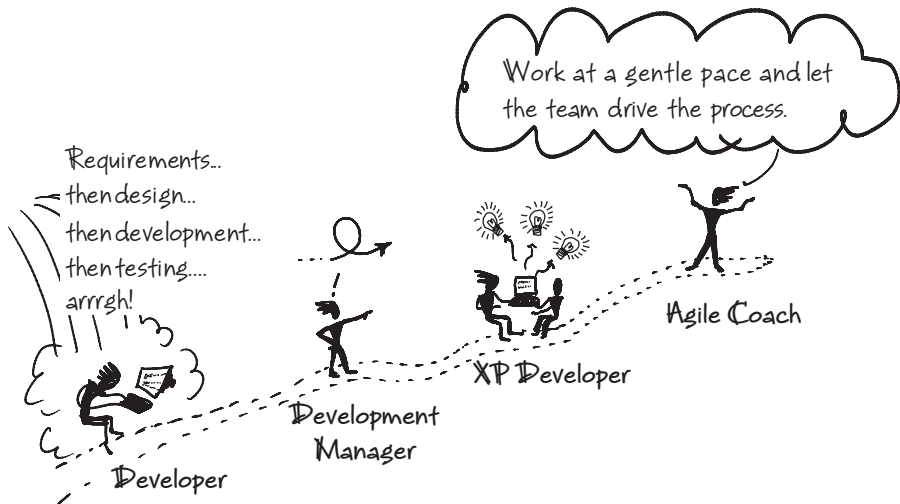 Work at a gentle pace and let
the team drive the process.
Requirements...
then design...
then development...
then testing....
arrrgh!
Agile Coach
XP Developer
Development
Manager
Developer